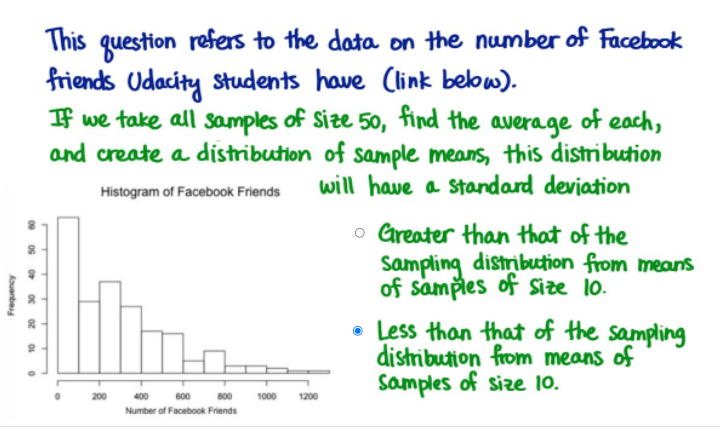 This question refers to the data on the number of Facebook
friends Udacity students have (link below).
If we take all samples of size 50, find the average of each,
and create a distribution of sample means, this distribution
will have a standard deviation
Histogram of Facebook Friends
Frequency
60
50
40
30
20
10
0
0 200 400 600 800 1000 1200
Number of Facebook Friends
Greater than that of the
sampling distribution from means
of samples of size 10.
Less than that of the sampling
distribution from means of
samples of size 10.